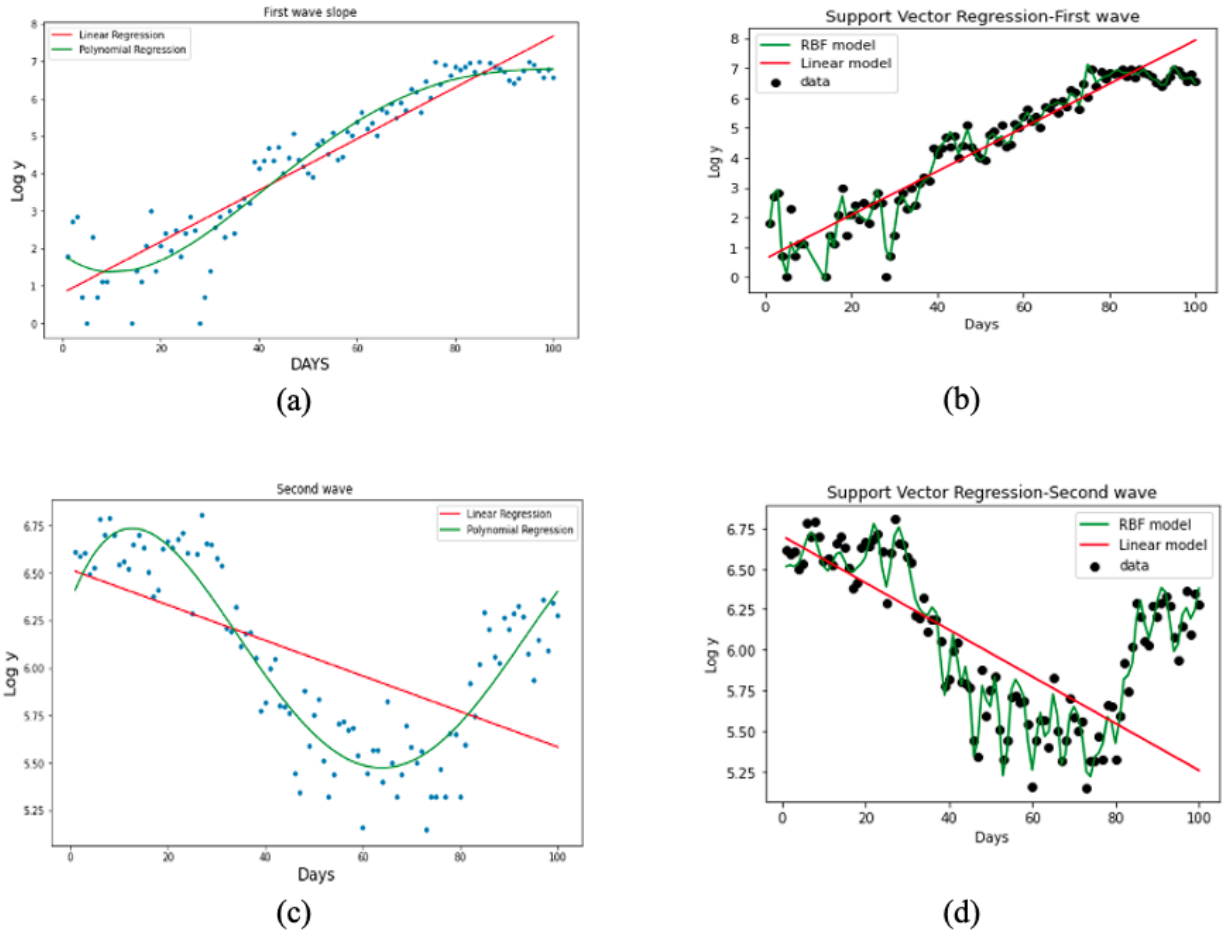 First wave slope
8
7
6
5
4
3
2
1
0
Log y
Linear Regression
Polynomial Regression
0
20
40
60
80
100
DAYS
(a)
Support Vector Regression-First wave
8
7
6
5
4
3
2
1
0
Log y
RBF model
Linear model
data
0
20
40
60
80
100
Days
(b)
Second wave
6.75
6.50
6.25
6.00
5.75
5.50
5.25
Log y
Linear Regression
Polynomial Regression
0
20
40
60
80
100
Days
(c)
Support Vector Regression-Second wave
6.75
6.50
6.25
6.00
5.75
5.50
5.25
Log y
RBF model
Linear model
data
0
20
40
60
80
100
Days
(d)